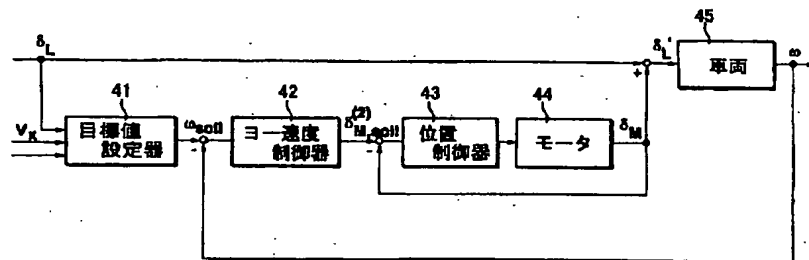 45
δL
δL'
車両
ω
+
41
42
43
44
VX
目標値
設定器
ωsoll
-
ヨー速度
制御器
δM,soll(2)
-
位置
制御器
モータ
δM